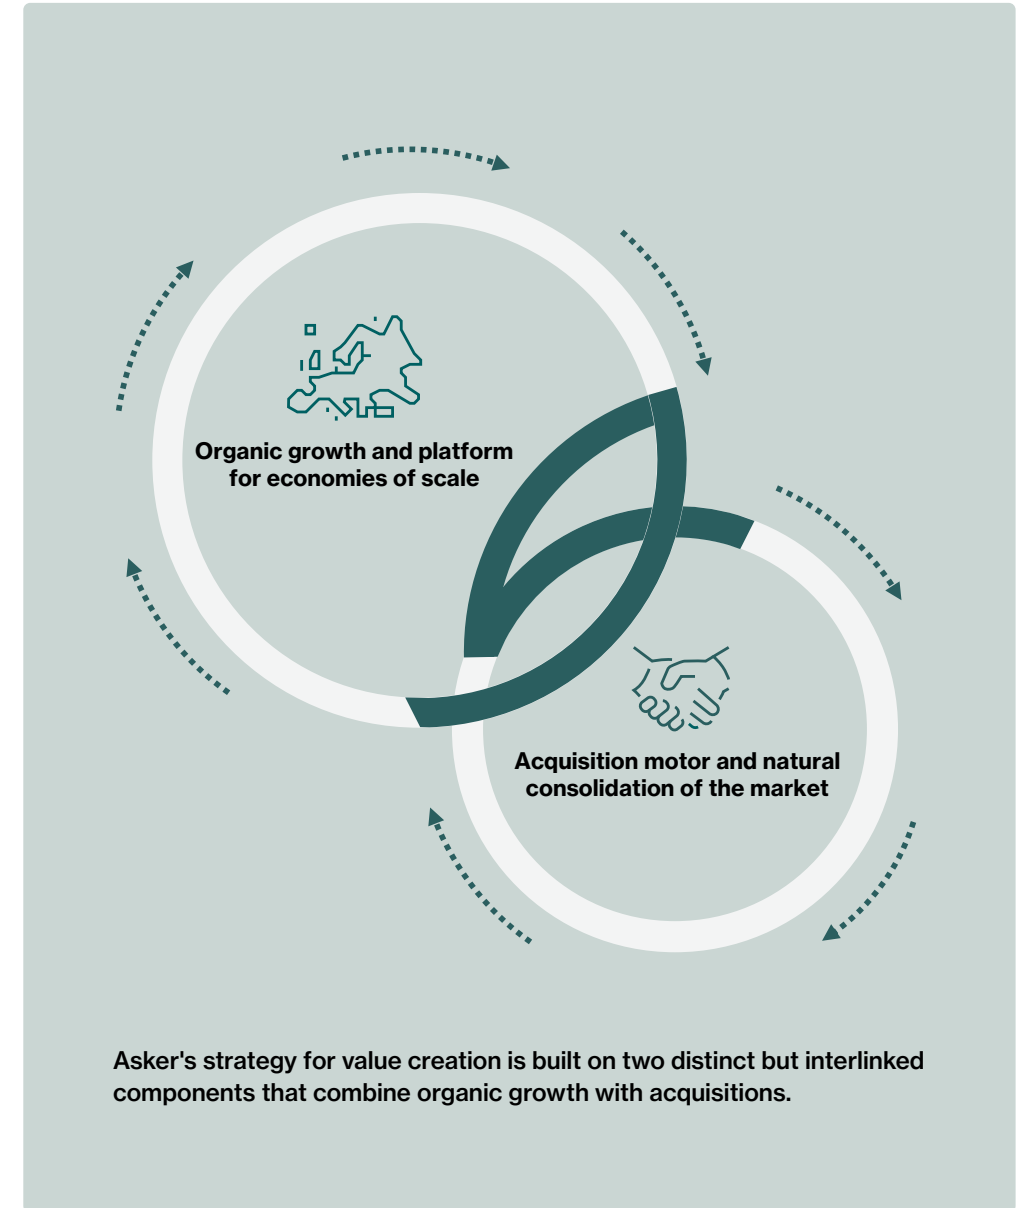 Organic growth and platform
for economies of scale
Acquisition motor and natural
consolidation of the market
Asker's strategy for value creation is built on two distinct but interlinked
components that combine organic growth with acquisitions.